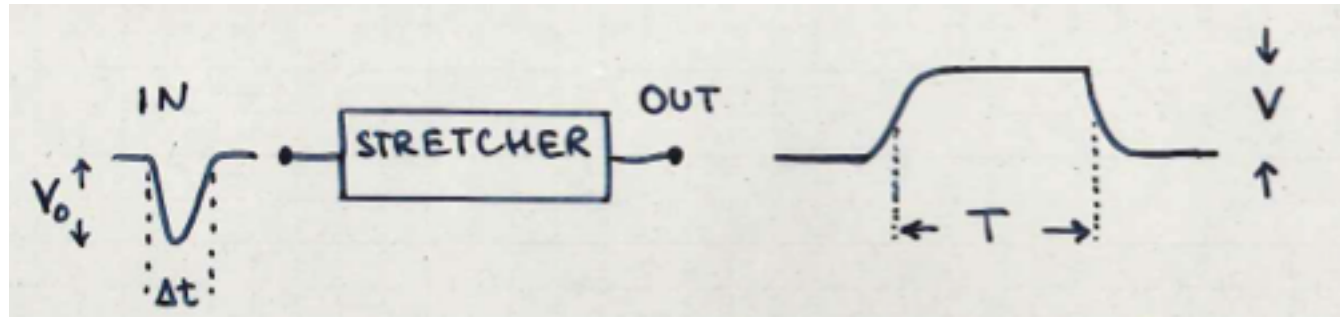 IN
STRETCHER
OUT
V₀
Δt
T
V